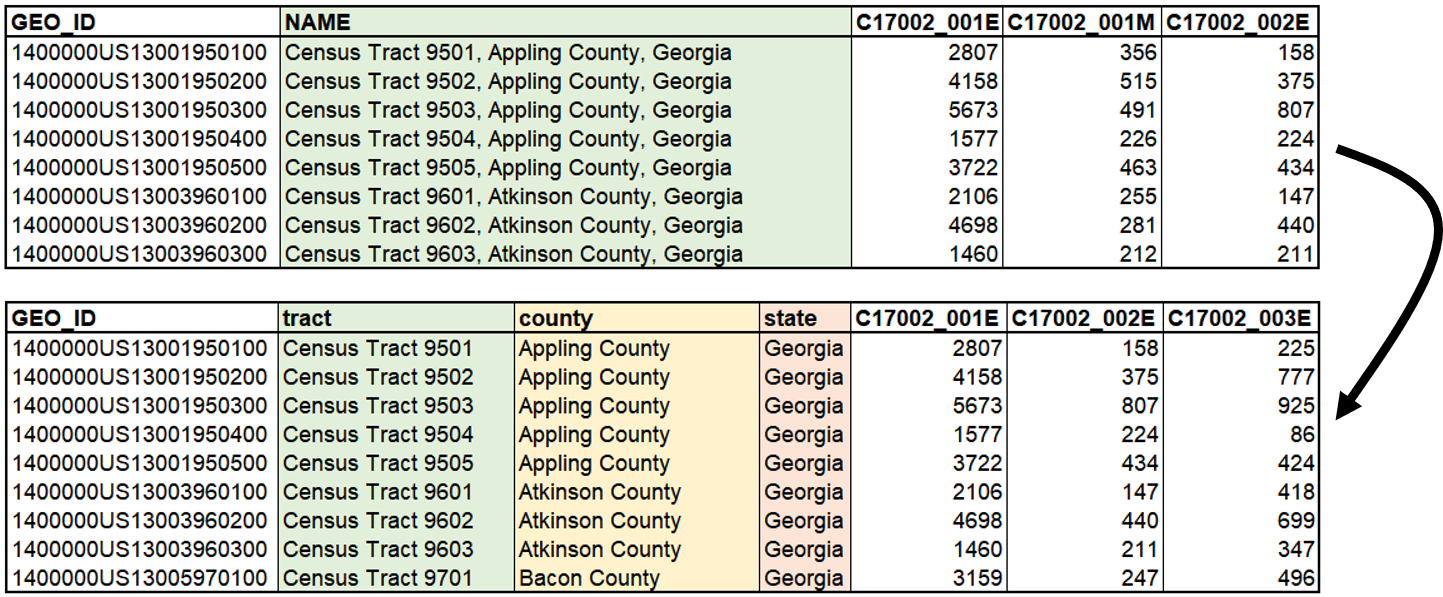 GEO_ID NAME C17002_001E C17002_001M C17002_002E
1400000US13001950100 Census Tract 9501, Appling County, Georgia 2807 356 158
1400000US13001950200 Census Tract 9502, Appling County, Georgia 4158 515 375
1400000US13001950300 Census Tract 9503, Appling County, Georgia 5673 491 807
1400000US13001950400 Census Tract 9504, Appling County, Georgia 1577 226 224
1400000US13001950500 Census Tract 9505, Appling County, Georgia 3722 463 434
1400000US13003960100 Census Tract 9601, Atkinson County, Georgia 2106 255 147
1400000US13003960200 Census Tract 9602, Atkinson County, Georgia 4698 281 440
1400000US13003960300 Census Tract 9603, Atkinson County, Georgia 1460 212 211
GEO_ID tract county state C17002_001E C17002_002E C17002_003E
1400000US13001950100 Census Tract 9501 Appling County Georgia 2807 158 225
1400000US13001950200 Census Tract 9502 Appling County Georgia 4158 375 777
1400000US13001950300 Census Tract 9503 Appling County Georgia 5673 807 925
1400000US13001950400 Census Tract 9504 Appling County Georgia 1577 224 86
1400000US13001950500 Census Tract 9505 Appling County Georgia 3722 434 424
1400000US13003960100 Census Tract 9601 Atkinson County Georgia 2106 147 418
1400000US13003960200 Census Tract 9602 Atkinson County Georgia 4698 440 699
1400000US13003960300 Census Tract 9603 Atkinson County Georgia 1460 211 347
1400000US13005970100 Census Tract 9701 Bacon County Georgia 3159 247 496